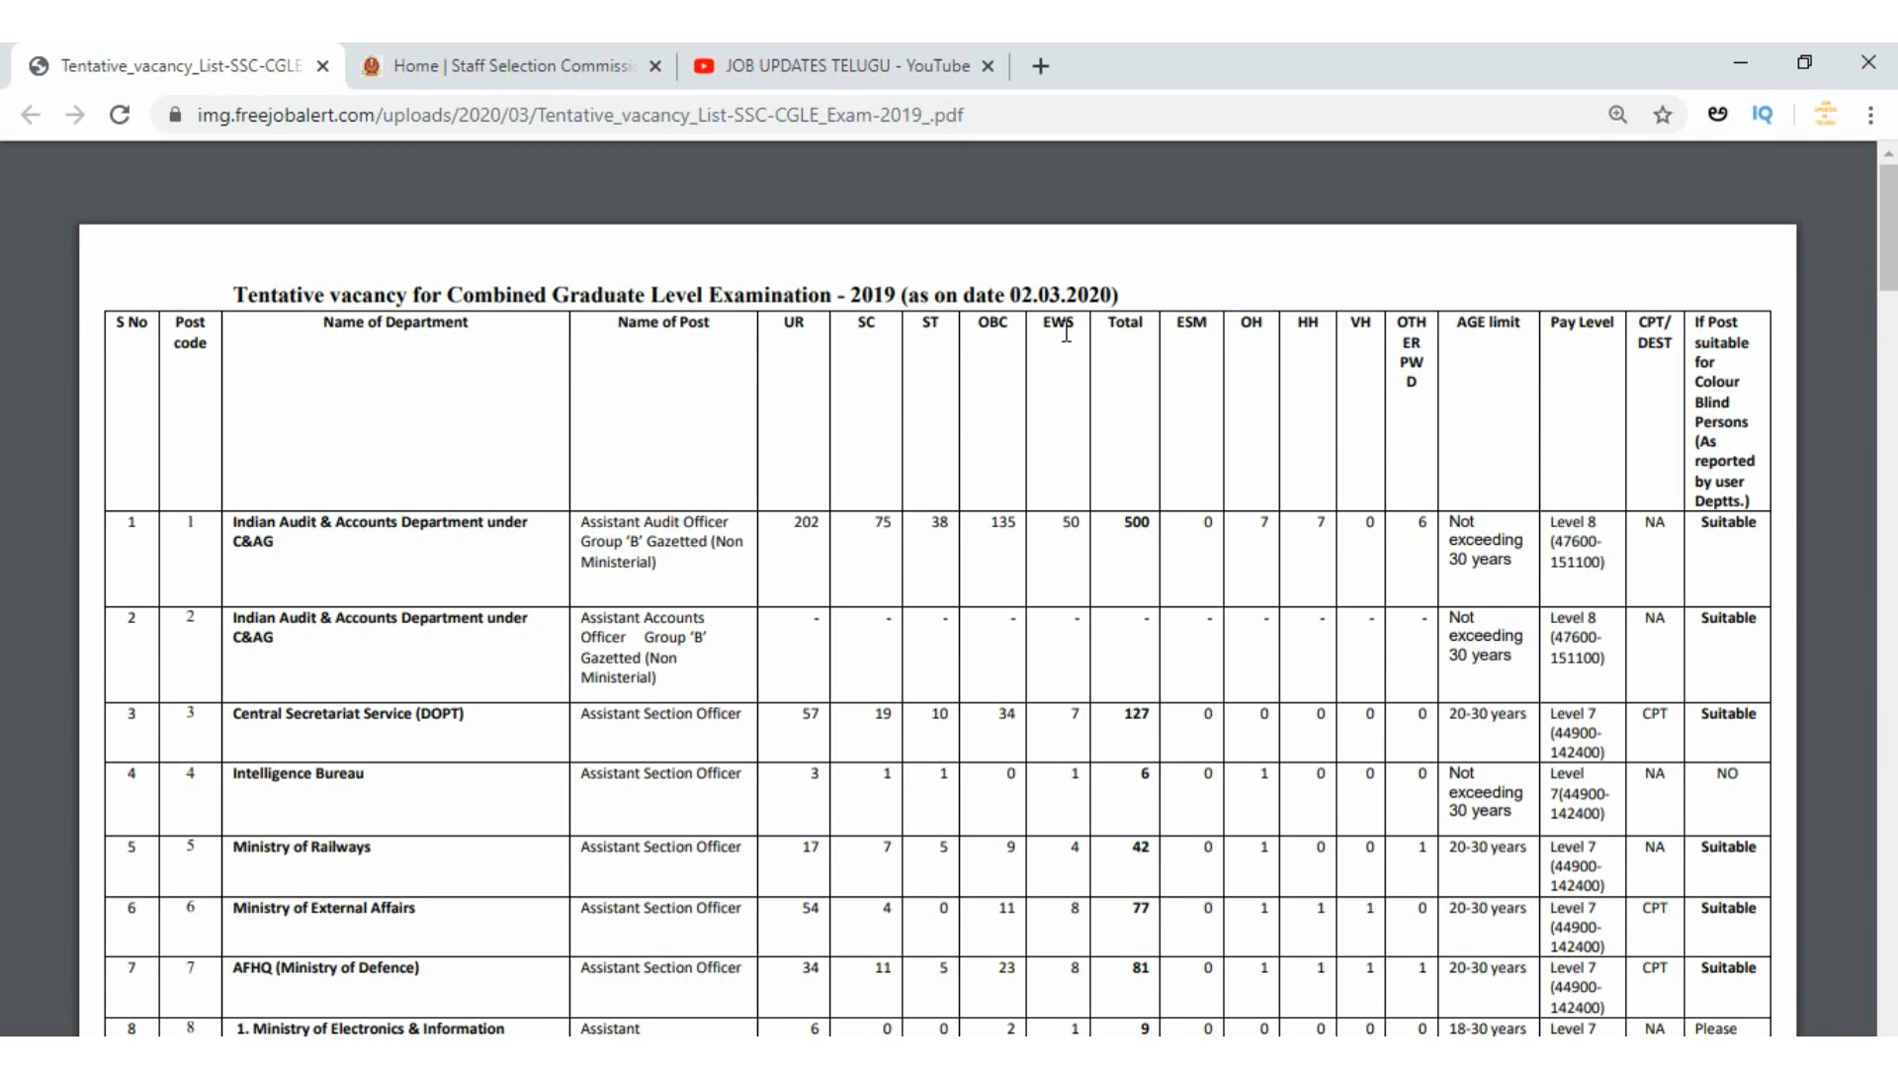 Tentative_vacancy_List-SSC-CGLE
Home | Staff Selection Commissi
JOB UPDATES TELUGU - YouTube
img.freejobalert.com/uploads/2020/03/Tentative_vacancy_List-SSC-CGLE_Exam-2019_.pdf
IQ
Tentative vacancy for Combined Graduate Level Examination - 2019 (as on date 02.03.2020)
S No Post code Name of Department Name of Post UR SC ST OBC EWS Total ESM OH HH VH OTH ER PW D AGE limit Pay Level CPT/ DEST If Post suitable for Colour Blind Persons (As reported by user Deptts.)
1 1 Indian Audit & Accounts Department under C&AG Assistant Audit Officer Group ‘B’ Gazetted (Non Ministerial) 202 75 38 135 50 500 0 7 7 0 6 Not exceeding 30 years Level 8 (47600-151100) NA Suitable
2 2 Indian Audit & Accounts Department under C&AG Assistant Accounts Officer Group ‘B’ Gazetted (Non Ministerial) - - - - - - - - - - - Not exceeding 30 years Level 8 (47600-151100) NA Suitable
3 3 Central Secretariat Service (DOPT) Assistant Section Officer 57 19 10 34 7 127 0 0 0 0 0 20-30 years Level 7 (44900-142400) CPT Suitable
4 4 Intelligence Bureau Assistant Section Officer 3 1 1 0 1 6 0 1 0 0 0 Not exceeding 30 years Level 7(44900-142400) NA NO
5 5 Ministry of Railways Assistant Section Officer 17 7 5 9 4 42 0 1 0 0 1 20-30 years Level 7 (44900-142400) NA Suitable
6 6 Ministry of External Affairs Assistant Section Officer 54 4 0 11 8 77 0 1 1 1 0 20-30 years Level 7 (44900-142400) CPT Suitable
7 7 AFHQ (Ministry of Defence) Assistant Section Officer 34 11 5 23 8 81 0 1 1 1 1 20-30 years Level 7 (44900-142400) CPT Suitable
8 8 1. Ministry of Electronics & Information Assistant 6 0 0 2 1 9 0 0 0 0 0 18-30 years Level 7 NA Please